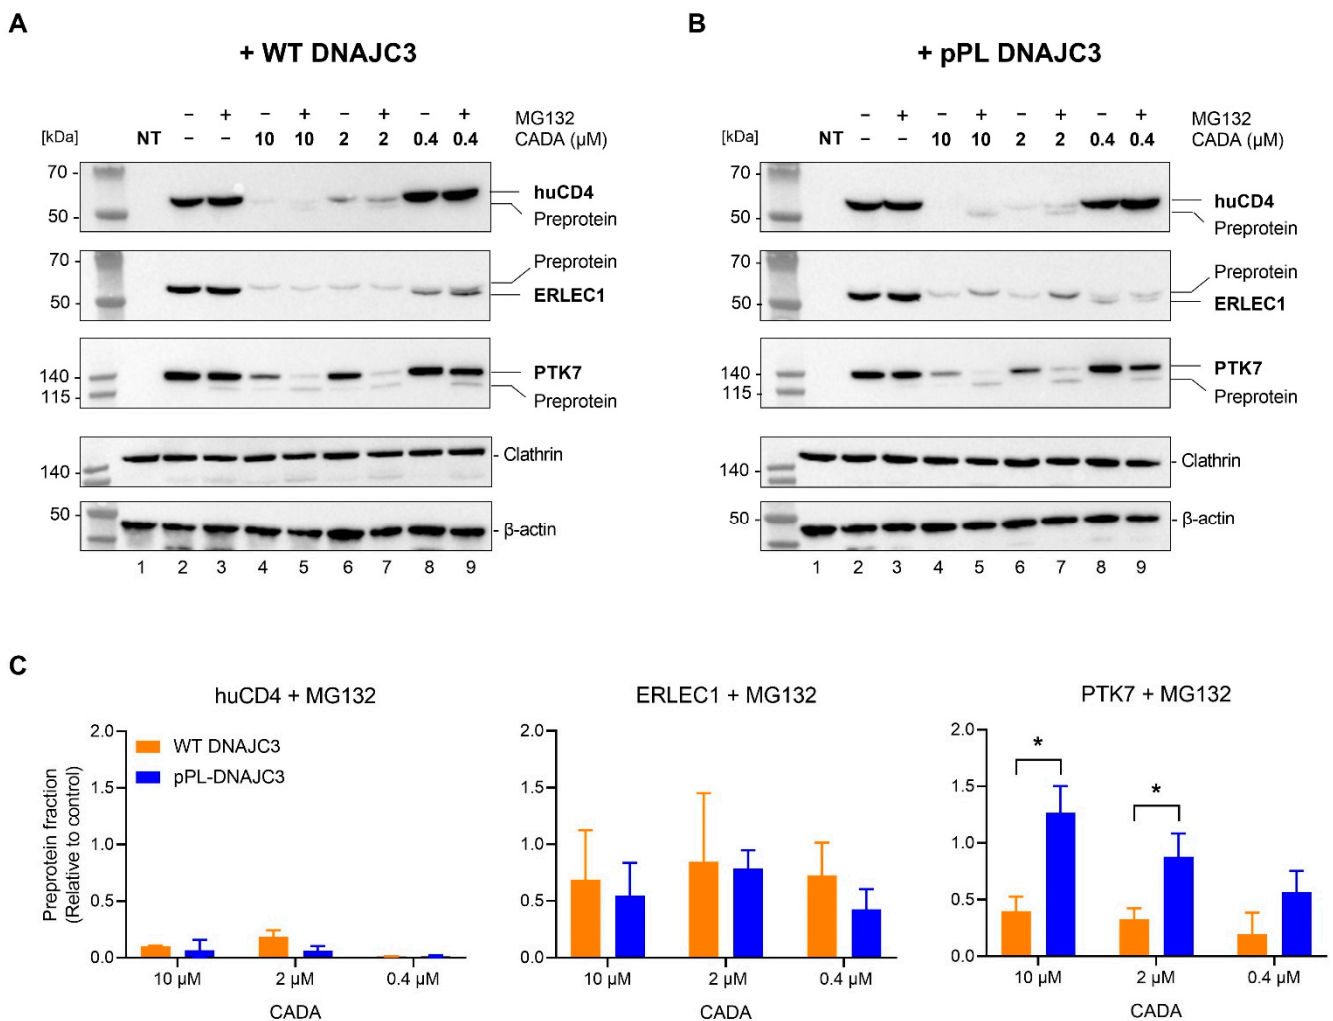 A
+ WT DNAJC3
– + – + – + – + MG132
[kDa] NT – – 10 10 2 2 0.4 0.4 CADA (µM)
70 -
50 -
huCD4
Preprotein
70 -
50 -
Preprotein
ERLEC1
140 -
115 -
PTK7
Preprotein
140 -
- Clathrin
50 -
- β-actin
1 2 3 4 5 6 7 8 9
B
+ pPL DNAJC3
– + – + – + – + MG132
[kDa] NT – – 10 10 2 2 0.4 0.4 CADA (µM)
70 -
50 -
huCD4
Preprotein
70 -
50 -
Preprotein
ERLEC1
140 -
115 -
PTK7
Preprotein
140 -
- Clathrin
50 -
- β-actin
1 2 3 4 5 6 7 8 9
C
huCD4 + MG132
Preprotein fraction
(Relative to control)
2.0
1.5
1.0
0.5
0.0
WT DNAJC3
pPL-DNAJC3
10 µM 2 µM 0.4 µM
CADA
ERLEC1 + MG132
2.0
1.5
1.0
0.5
0.0
10 µM 2 µM 0.4 µM
CADA
PTK7 + MG132
2.0
1.5
1.0
0.5
0.0
* *
10 µM 2 µM 0.4 µM
CADA